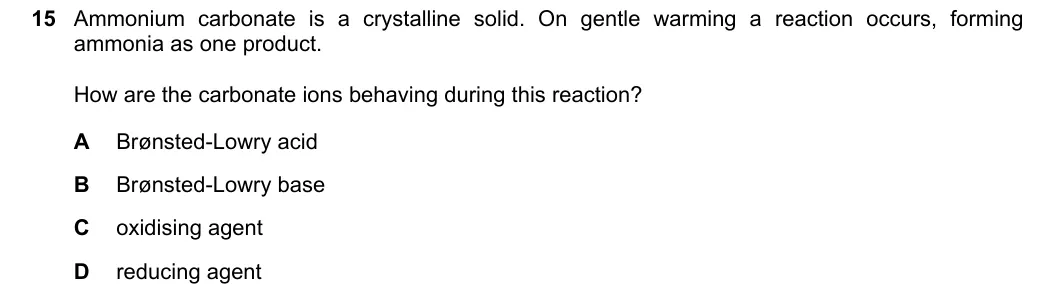 15 Ammonium carbonate is a crystalline solid. On gentle warming a reaction occurs, forming
ammonia as one product.
How are the carbonate ions behaving during this reaction?
A Brønsted-Lowry acid
B Brønsted-Lowry base
C oxidising agent
D reducing agent